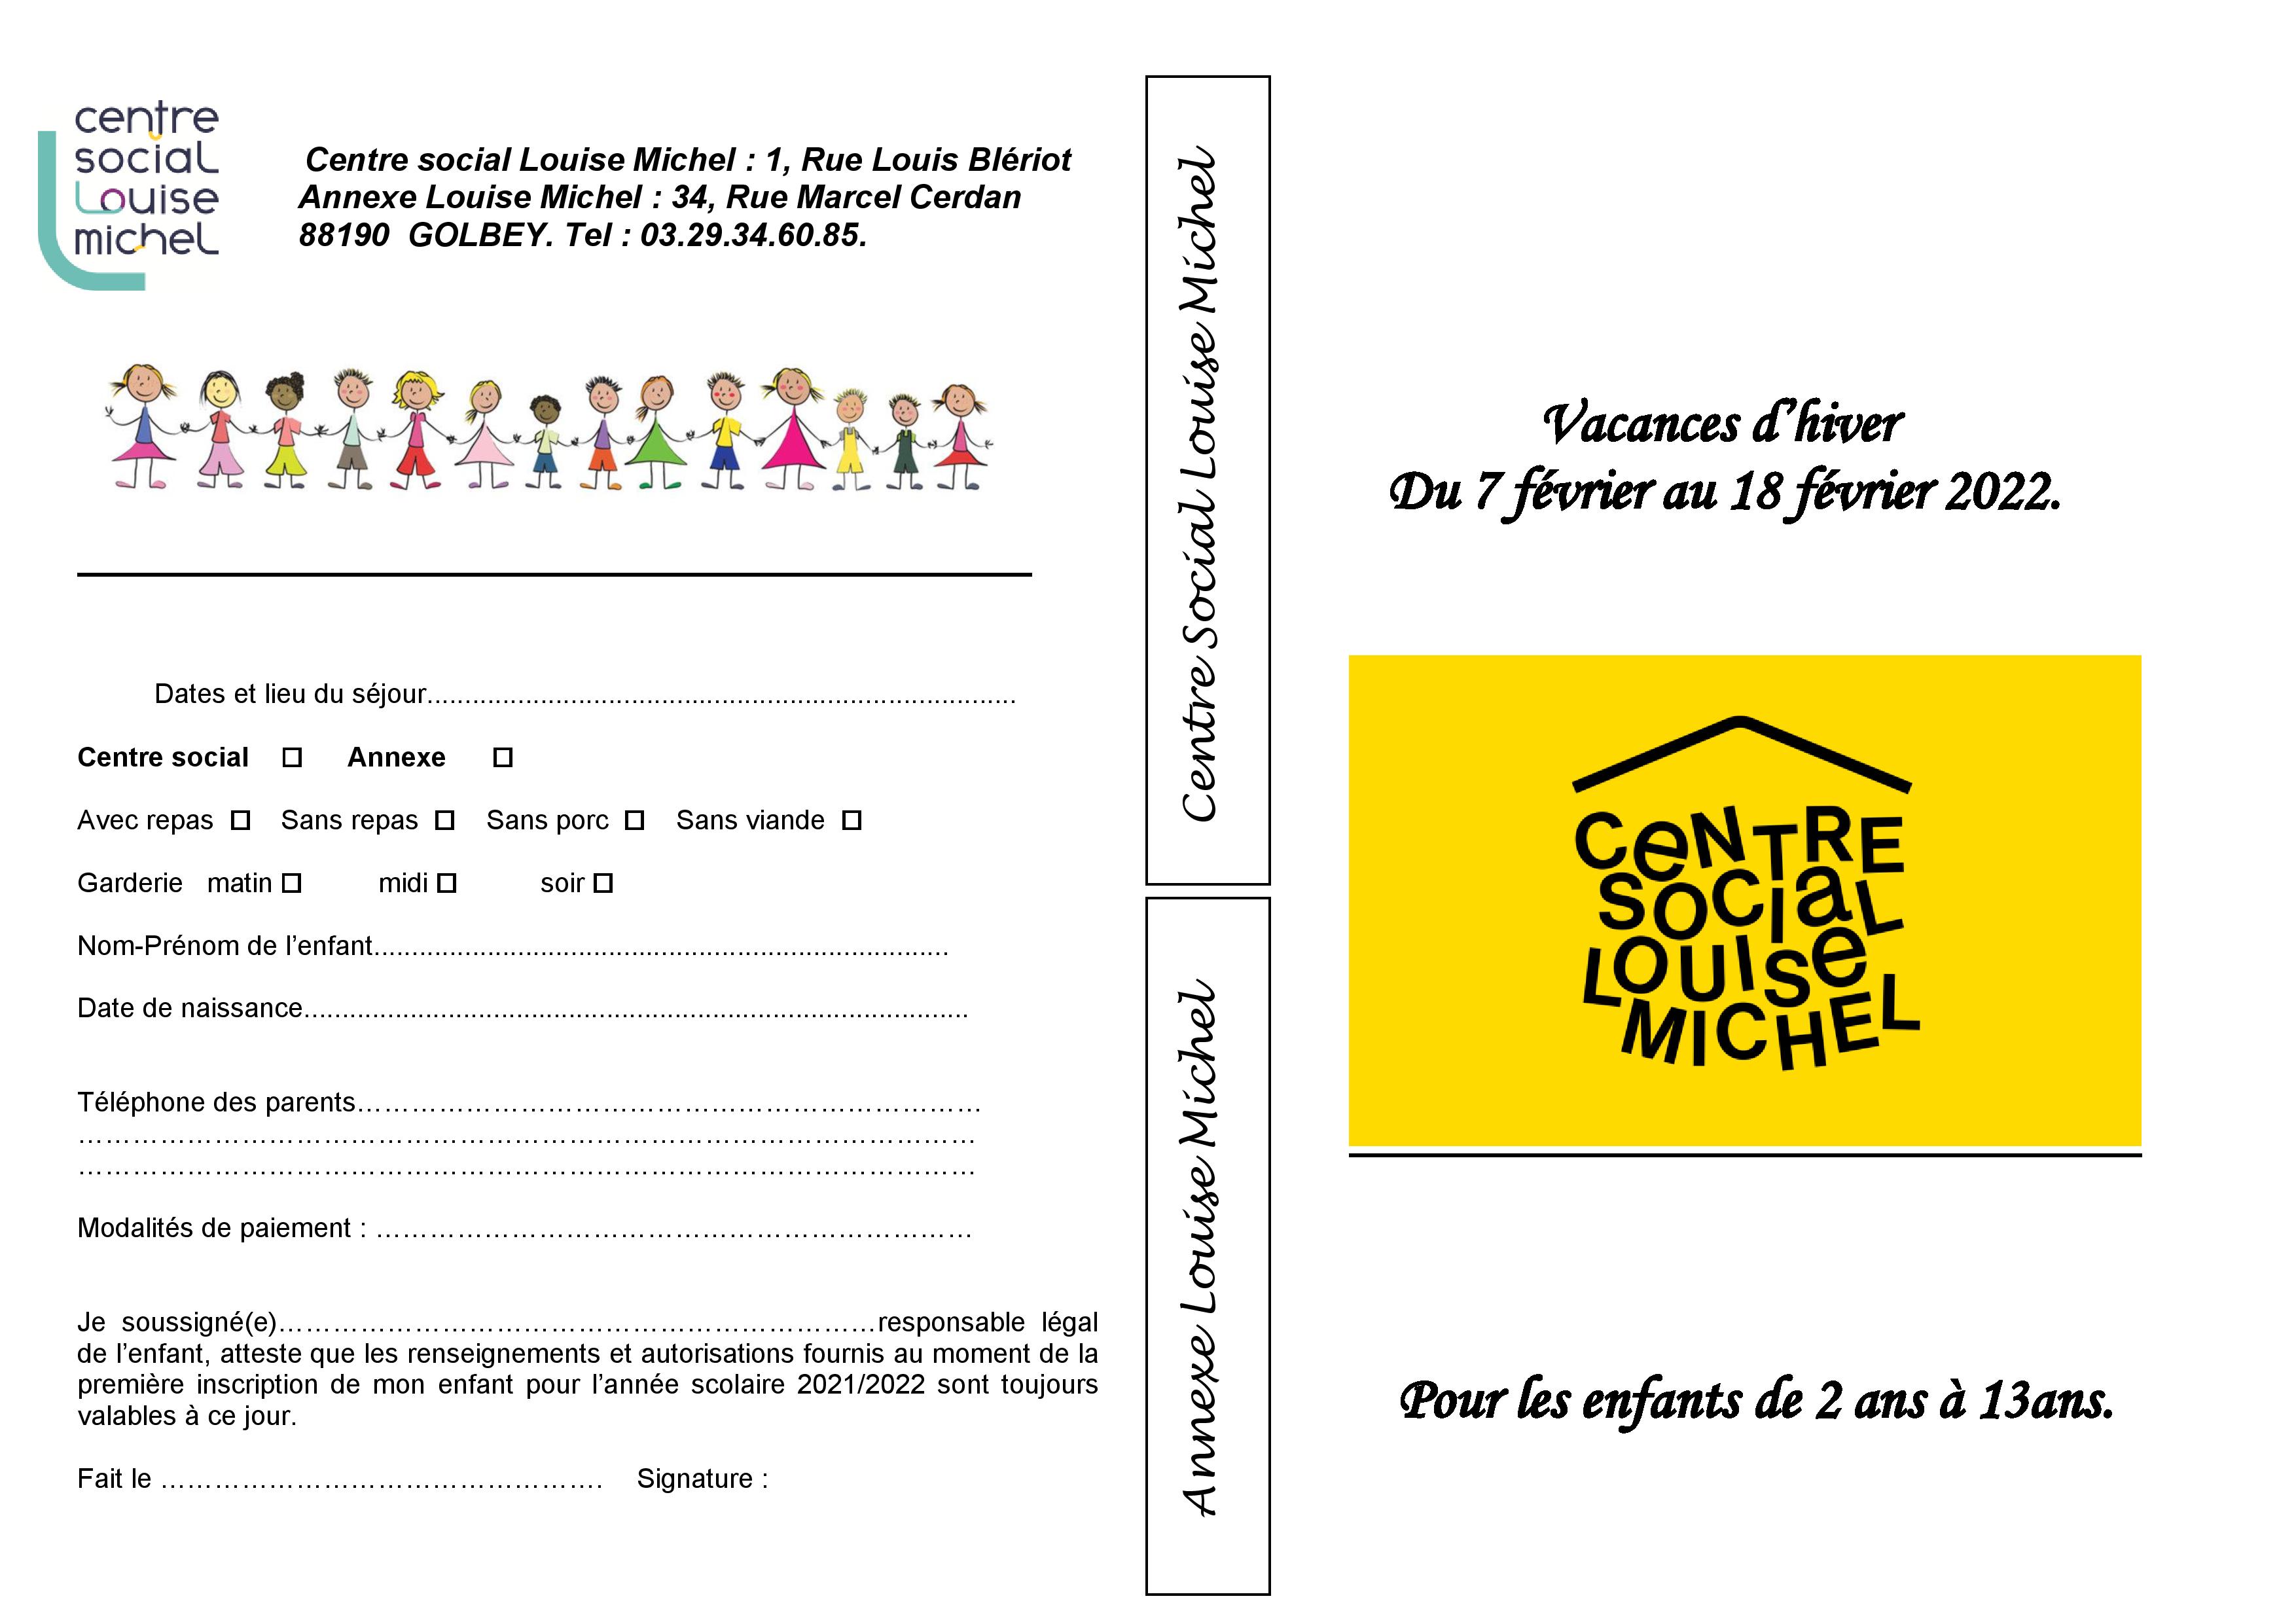 centre
social
Louise
michel
Centre social Louise Michel : 1, Rue Louis Blériot
Annexe Louise Michel : 34, Rue Marcel Cerdan
88190 GOLBEY. Tel : 03.29.34.60.85.
Dates et lieu du séjour..............................................................................
Centre social ☐ Annexe ☐
Avec repas ☐ Sans repas ☐ Sans porc ☐ Sans viande ☐
Garderie matin ☐ midi ☐ soir ☐
Nom-Prénom de l’enfant............................................................................
Date de naissance........................................................................................
Téléphone des parents……………………………………………………………
………………………………………………………………………………………
………………………………………………………………………………………
Modalités de paiement : …………………………………………………………
Je soussigné(e)…………………………………………………………responsable légal
de l’enfant, atteste que les renseignements et autorisations fournis au moment de la
première inscription de mon enfant pour l’année scolaire 2021/2022 sont toujours
valables à ce jour.
Fait le …………………………………………. Signature :
Centre Social Louise Michel
Annexe Louise Michel
Vacances d’hiver
Du 7 février au 18 février 2022.
CeNTRE
SOCiaL
LOUISe
MICHEL
Pour les enfants de 2 ans à 13ans.